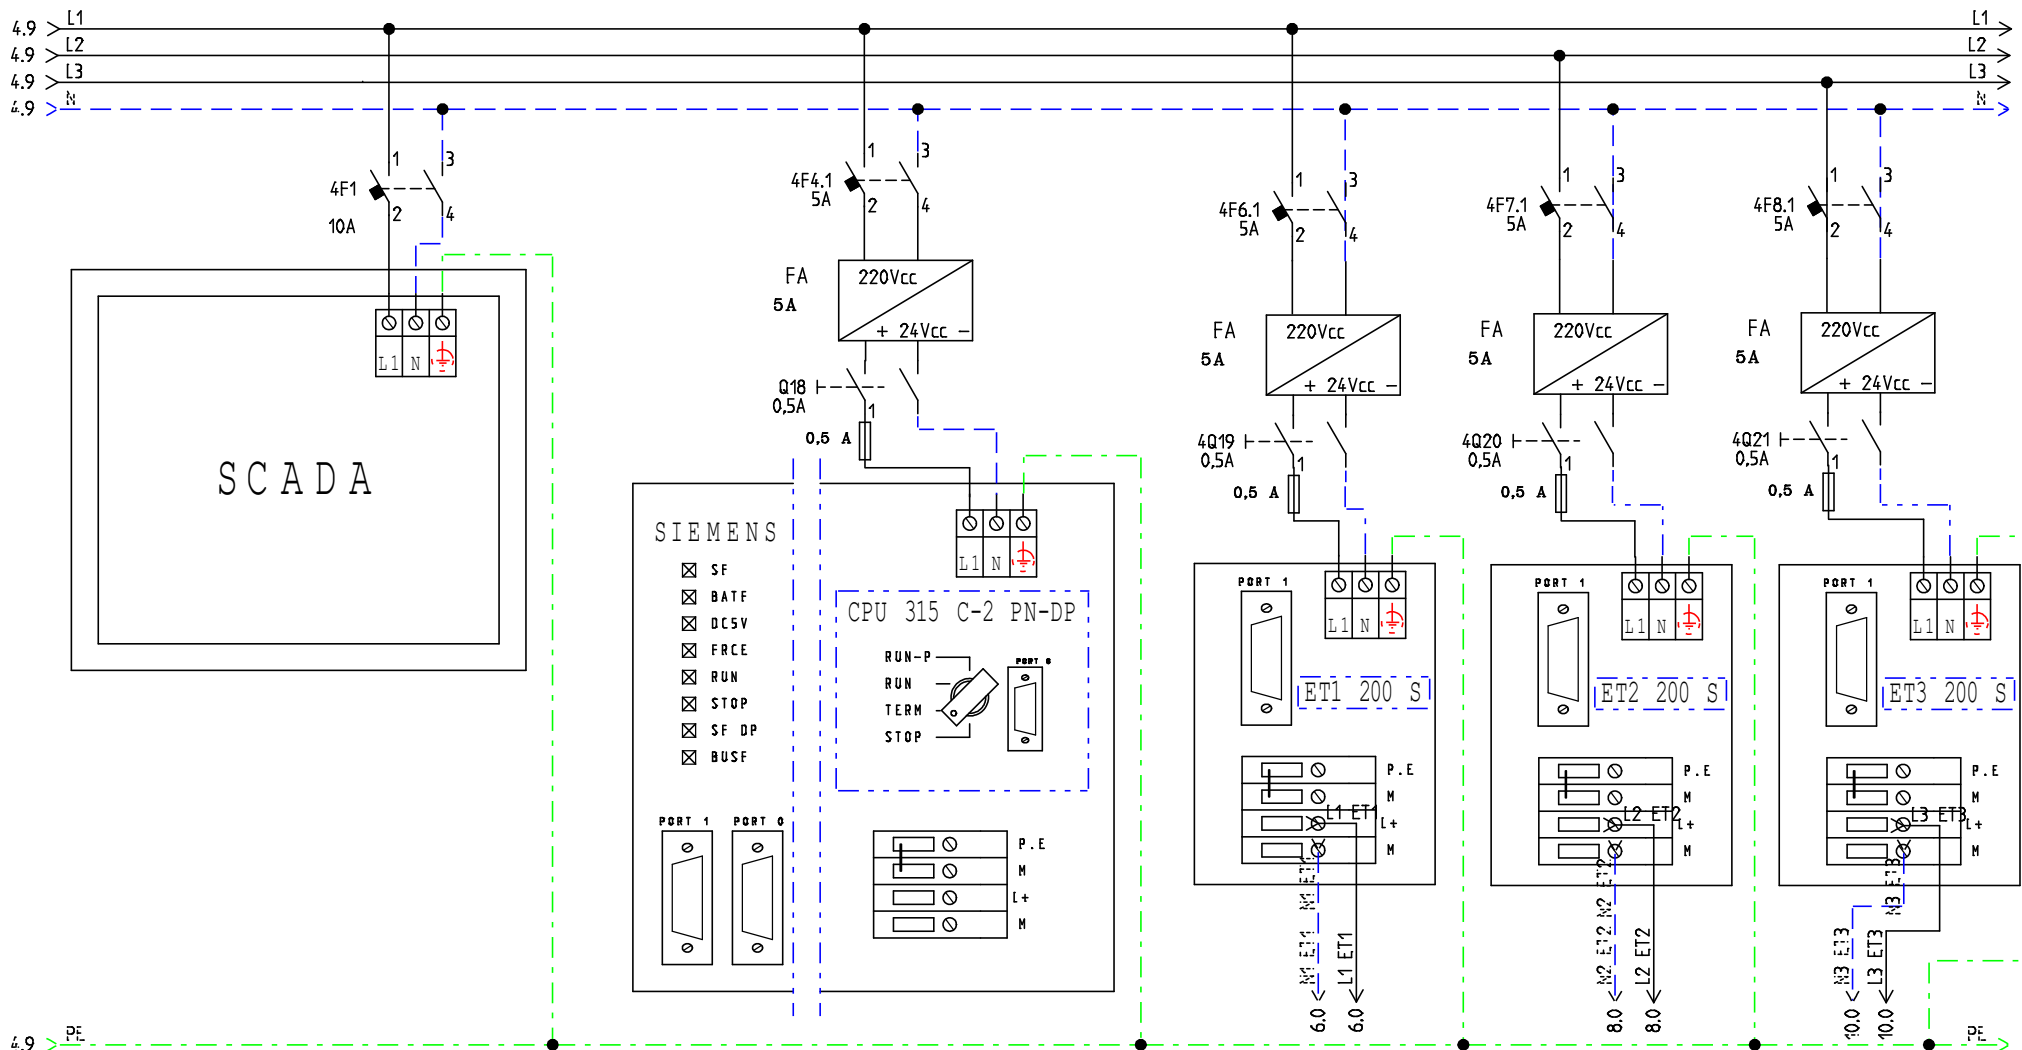 4.9 L1 L1
4.9 L2 L2
4.9 L3 L3
4.9 N N
1 3
4F1
2 4
10A
L1 N
SCADA
1 3
4F4.1
5A
2 4
FA
5A
220Vcc
+ 24Vcc -
Q18
0,5A
1
0,5 A
L1 N
SIEMENS
SF
BATF
DC5V
FRCE
RUN
STOP
SF DP
BUSF
CPU 315 C-2 PN-DP
RUN-P
RUN
TERM
STOP
PORT 0
PORT 1 PORT 0
P.E
M
L+
M
1 3
4F6.1
5A
2 4
FA
5A
220Vcc
+ 24Vcc -
4Q19
0,5A
1
0,5 A
PORT 1
L1 N
ET1 200 S
P.E
M
L1 ET1
L+
M
N1 ET1
N1 ET1
L1 ET1
6.0
6.0
1 3
4F7.1
5A
2 4
FA
5A
220Vcc
+ 24Vcc -
4Q20
0,5A
1
0,5 A
PORT 1
L1 N
ET2 200 S
P.E
M
L2 ET2
L+
M
N2 ET2
N2 ET2
L2 ET2
8.0
8.0
1 3
4F8.1
5A
2 4
FA
5A
220Vcc
+ 24Vcc -
4Q21
0,5A
1
0,5 A
PORT 1
L1 N
ET3 200 S
P.E
M
L3 ET3
L+
M
N3 ET3
N3 ET3
L3 ET3
10.0
10.0
4.9 PE PE